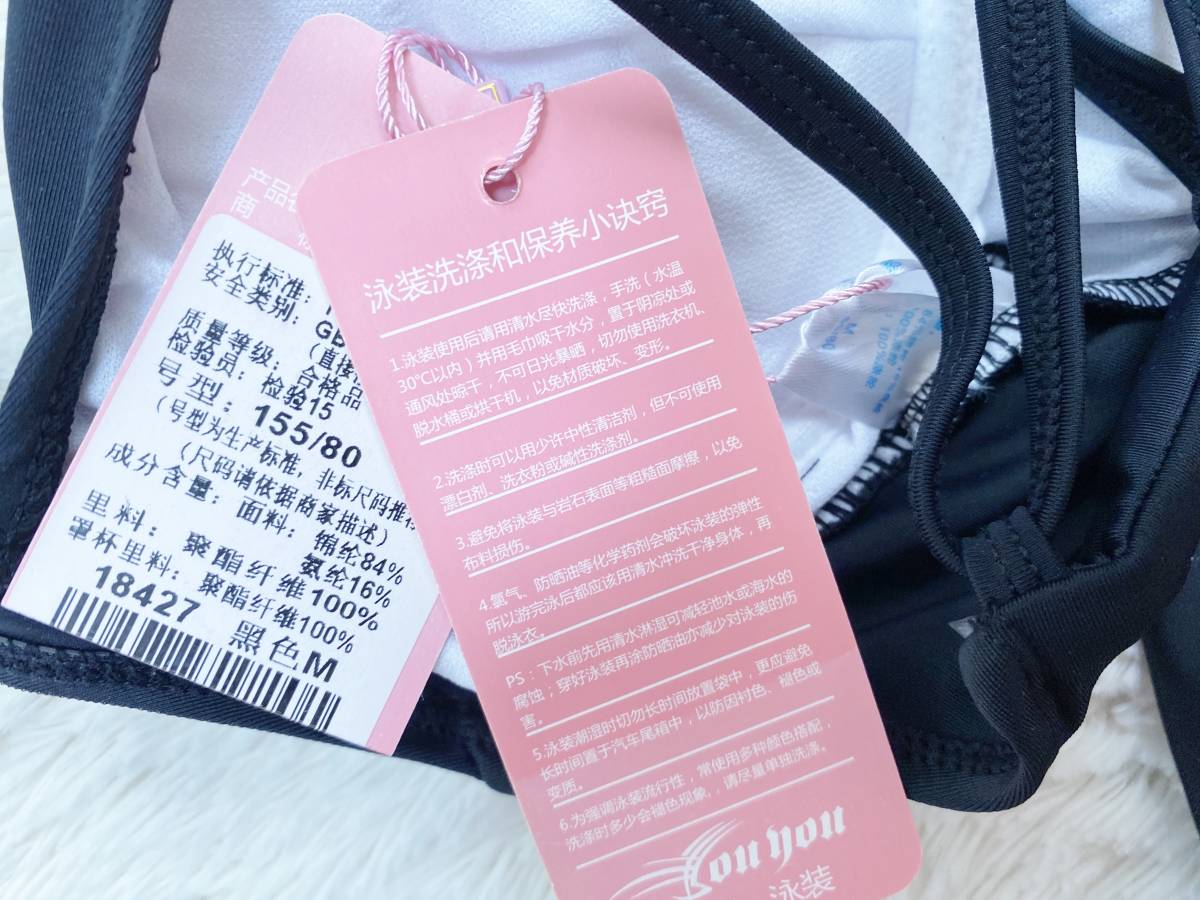 产品
商
执行标准：
安全类别：GB
（直接
质量等级：合格品
检验员：检验15
号型：155/80
（号型为生产标准，非标尺码推荐
（尺码请依据商家描述）
成分含量：面料：锦纶84%
氨纶16%
里料：聚酯纤维100%
罩杯里料：聚酯纤维100%
18427 黑色M
泳装洗涤和保养小诀窍
1.泳装使用后请用清水尽快洗涤，手洗（水温
30℃以内）并用毛巾吸干水分，置于阴凉处或
通风处晾干，不可日光暴晒，切勿使用洗衣机、
脱水桶或烘干机，以免材质破坏、变形。
2.洗涤时可以用少许中性清洁剂，但不可使用
漂白剂、洗衣粉或碱性洗涤剂。
3.避免将泳装与岩石表面等粗糙面摩擦，以免
布料损伤。
4.氯气、防晒油等化学药剂会破坏泳装的弹性
所以游完泳后都应该用清水冲洗干净身体，再
脱泳衣。
PS：下水前先用清水淋湿可减轻池水或海水的
腐蚀；穿好泳装再涂防晒油亦减少对泳装的伤
害。
5.泳装潮湿时切勿长时间放置袋中，更应避免
长时间置于汽车尾箱中，以防因衬色、褪色或
变质。
6.为强调泳装流行性，常使用多种颜色搭配，
洗涤时多少会褪色现象，，请尽量单独洗涤。
泳装
M
100%